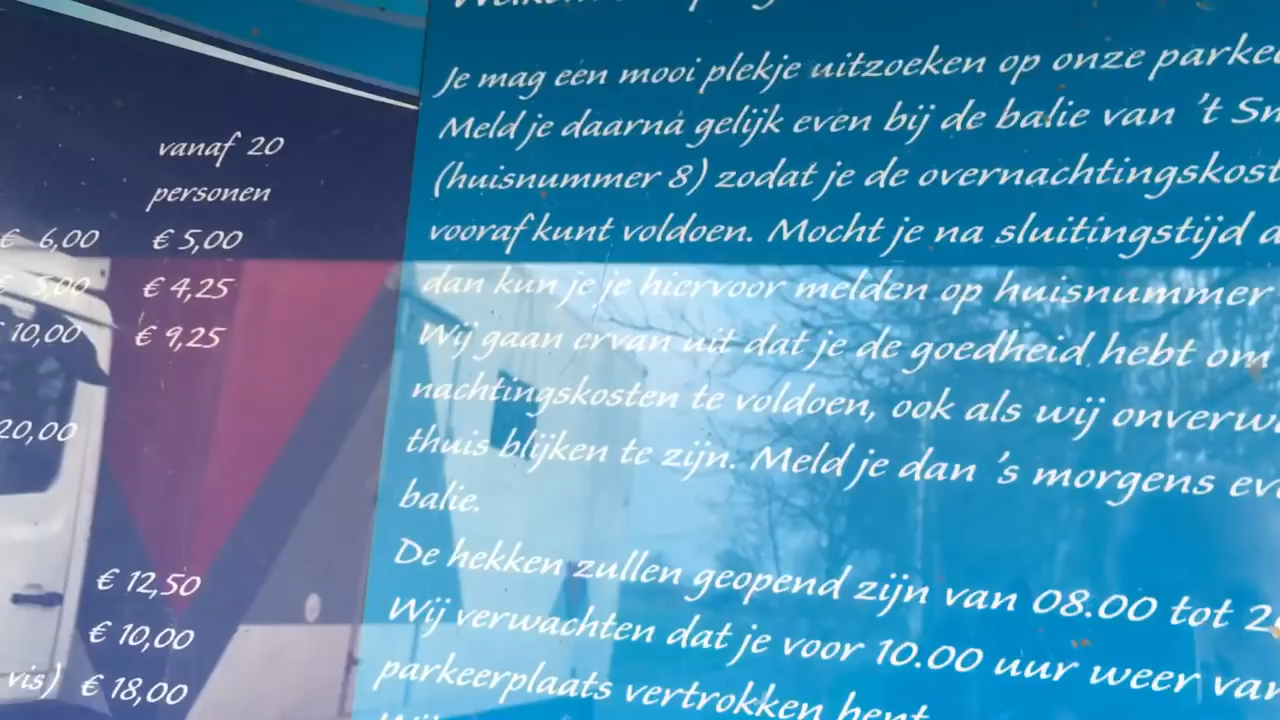 vanaf 20
personen
€ 6,00 € 5,00
€ 5,00 € 4,25
€ 10,00 € 9,25
20,00
€ 12,50
€ 10,00
vis) € 18,00
Je mag een mooi plekje uitzoeken op onze
Meld je daarna gelijk even bij de balie van 't
(huisnummer 8) zodat je de overnachtingskost
vooraf kunt voldoen. Mocht je na sluitingstijd
dan kun je je hiervoor melden op huisnummer
Wij gaan ervan uit dat je de goedheid hebt om
nachtingskosten te voldoen, ook als wij onverw
thuis blijken te zijn. Meld je dan 's morgens
balie.
De hekken zullen geopend zijn van 08.00 tot
Wij verwachten dat je voor 10.00 uur weer van
parkeerplaats vertrokken bent.